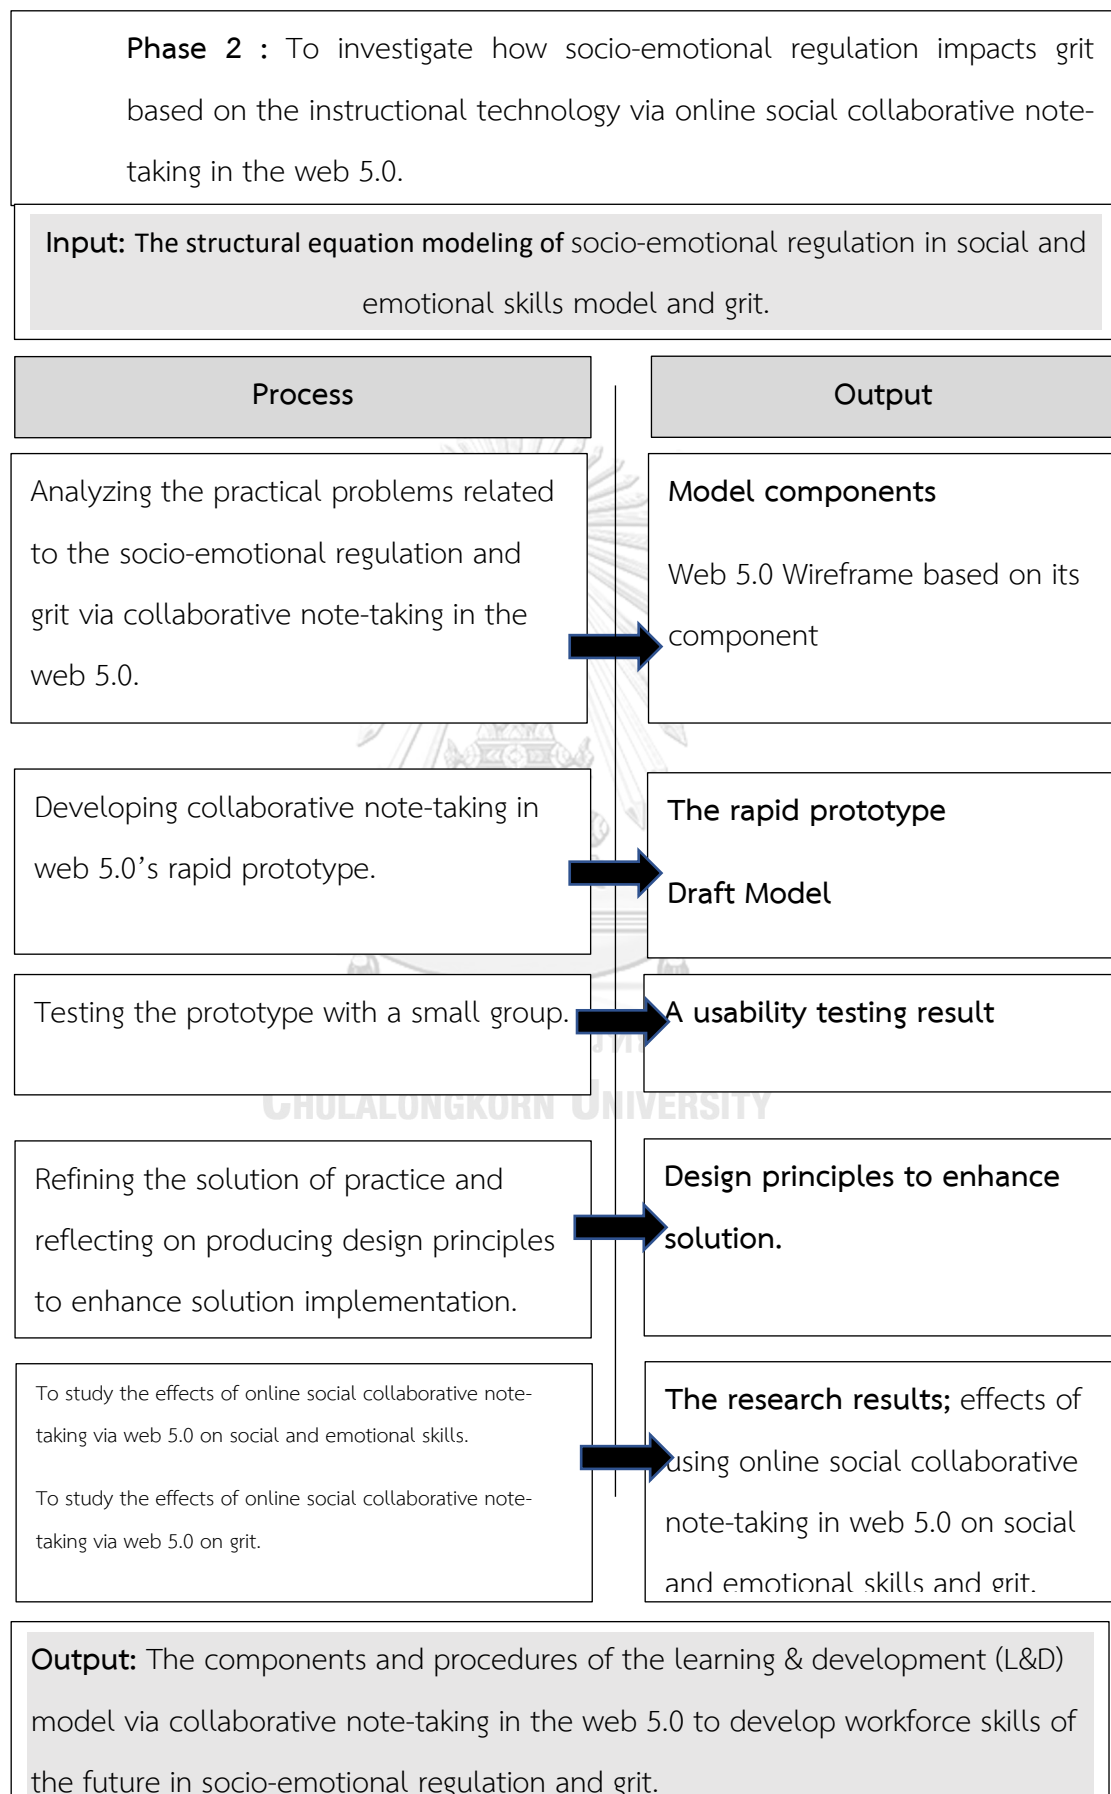 Phase 2 : To investigate how socio-emotional regulation impacts grit
based on the instructional technology via online social collaborative note-
taking in the web 5.0.
Input: The structural equation modeling of socio-emotional regulation in social and
emotional skills model and grit.
Process
Output
Analyzing the practical problems related
to the socio-emotional regulation and
grit via collaborative note-taking in the
web 5.0.
Model components
Web 5.0 Wireframe based on its
component
Developing collaborative note-taking in
web 5.0’s rapid prototype.
The rapid prototype
Draft Model
Testing the prototype with a small group.
A usability testing result
CHULALONGKORN UNIVERSITY
Refining the solution of practice and
reflecting on producing design principles
to enhance solution implementation.
Design principles to enhance
solution.
To study the effects of online social collaborative note-
taking via web 5.0 on social and emotional skills.
To study the effects of online social collaborative note-
taking via web 5.0 on grit.
The research results; effects of
using online social collaborative
note-taking in web 5.0 on social
and emotional skills and grit.
Output: The components and procedures of the learning & development (L&D)
model via collaborative note-taking in the web 5.0 to develop workforce skills of
the future in socio-emotional regulation and grit.